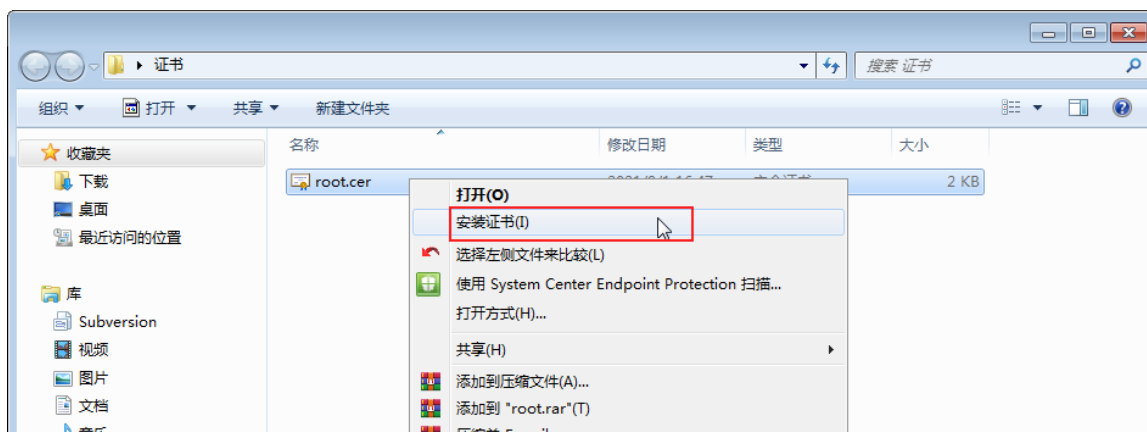 证书
搜索 证书
组织 打开 共享 新建文件夹
名称 修改日期 类型 大小
收藏夹
下载
桌面
最近访问的位置
库
Subversion
视频
图片
文档
root.cer 2 KB
打开(O)
安装证书(I)
选择左侧文件来比较(L)
使用 System Center Endpoint Protection 扫描...
打开方式(H)...
共享(H)
添加到压缩文件(A)...
添加到 "root.rar"(T)